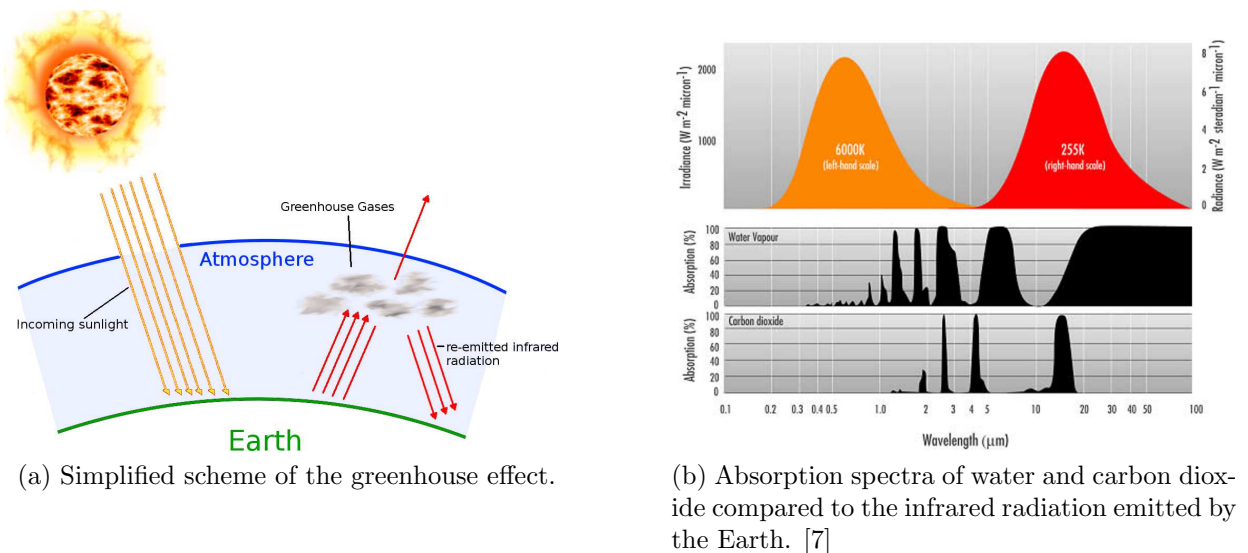 Greenhouse Gases
Atmosphere
Incoming sunlight
re-emitted infrared
radiation
Earth
(a) Simplified scheme of the greenhouse effect.
Irradiance (W m-2 micron-1)
2000
1000
6000K
(left-hand scale)
255K
(right-hand scale)
8
6
4
2
0
Radiance (W m-2 steradian-1 micron-1)
Absorption (%)
100
80
60
40
20
0
Water Vapour
Absorption (%)
100
80
60
40
20
0
Carbon dioxide
0.1 0.2 0.3 0.4 0.5 1.0 2 3 4 5 10 20 30 40 50 100
Wavelength (μm)
(b) Absorption spectra of water and carbon diox-
ide compared to the infrared radiation emitted by
the Earth. [7]